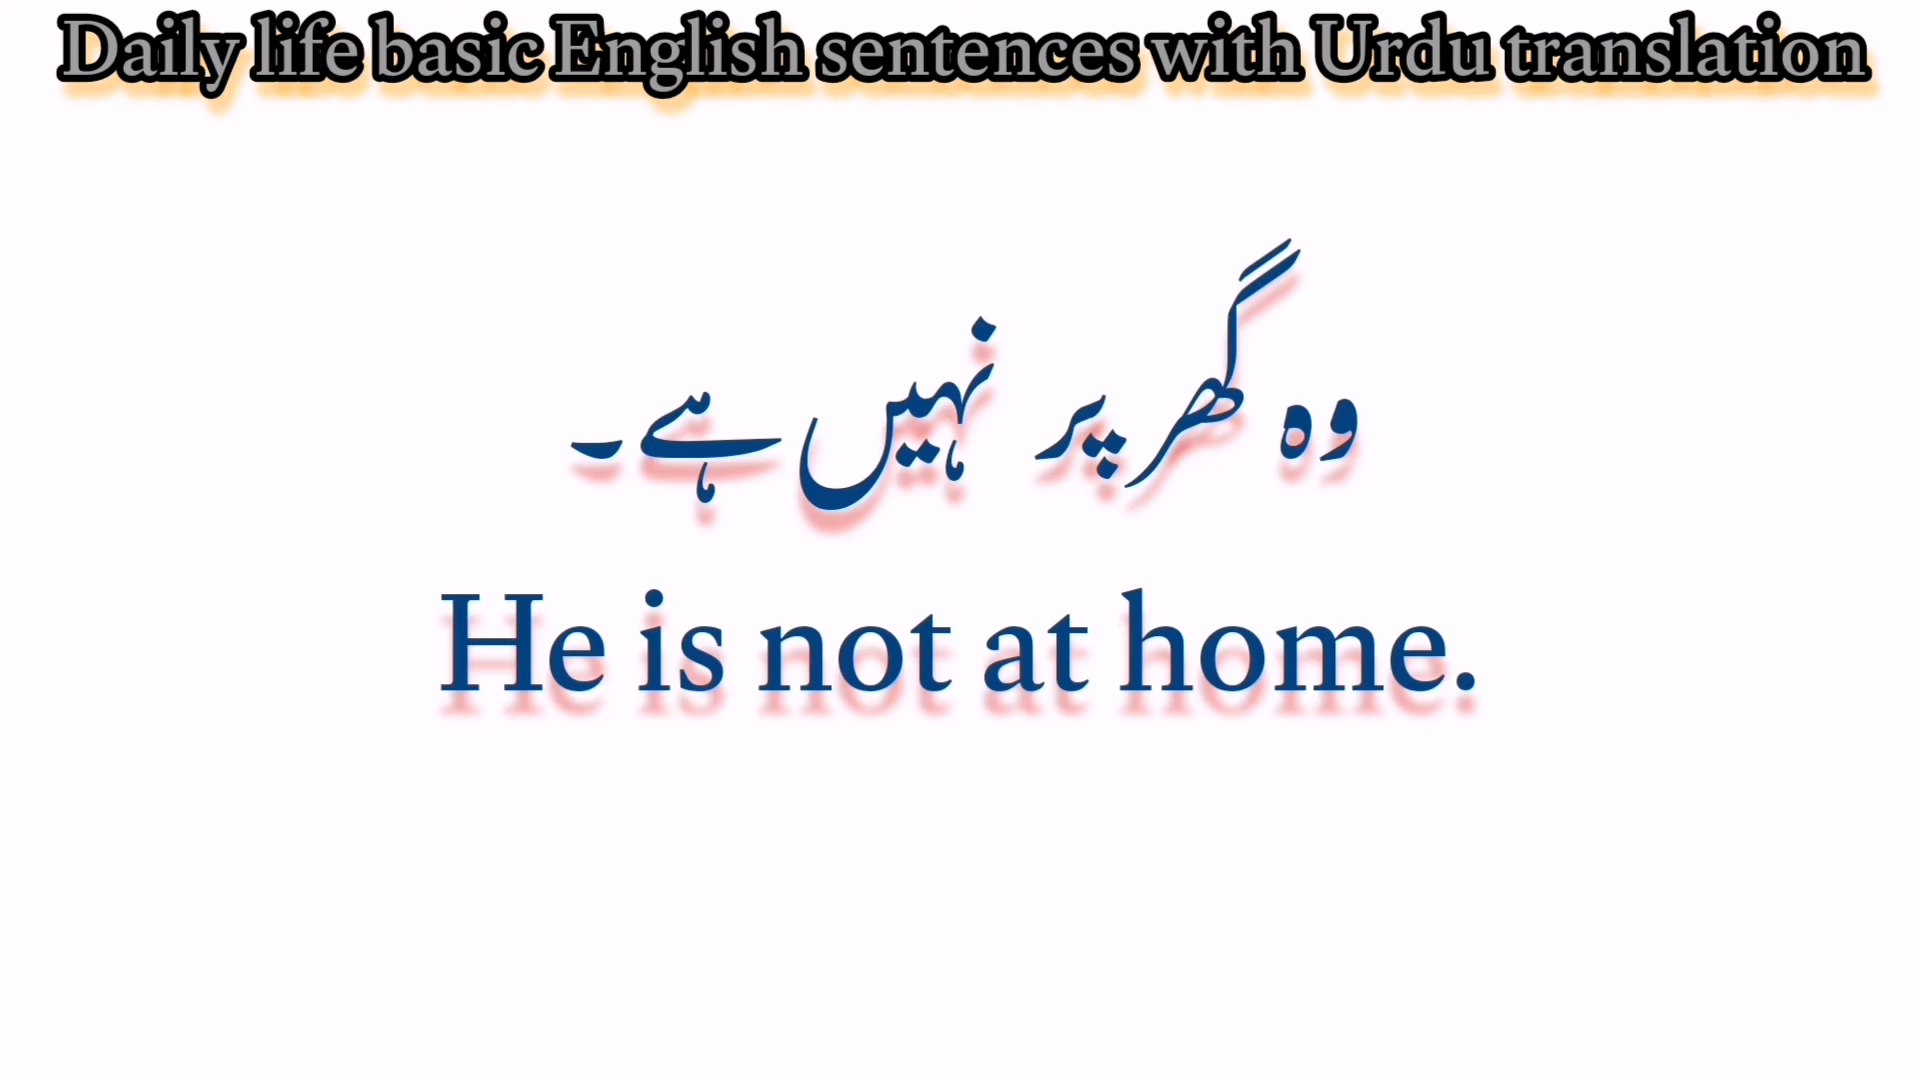 Daily life basic English sentences with Urdu translation
وہ گھر پر نہیں ہے۔
He is not at home.